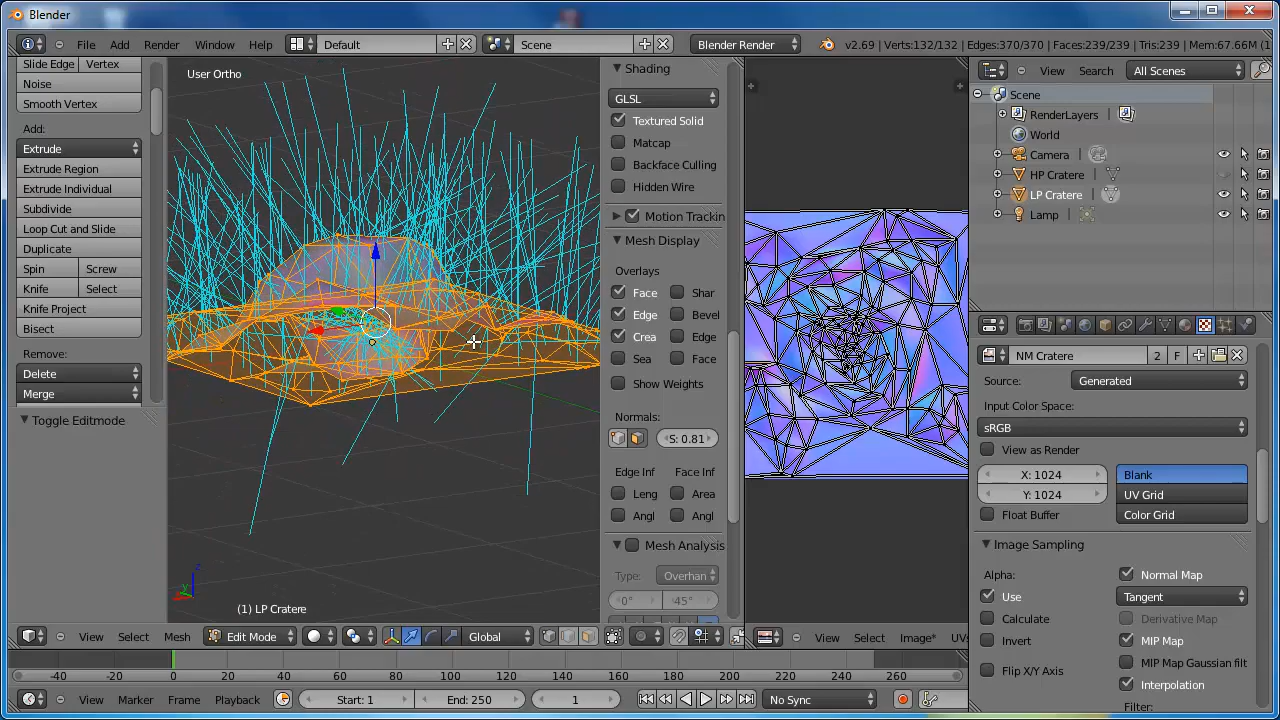 Blender
File Add Render Window Help Default Scene Blender Render v2.69 | Verts:132/132 | Edges:370/370 | Faces:239/239 | Tris:239 | Mem:67.66M (1
Slide Edge Vertex
Noise
Smooth Vertex
Add:
Extrude
Extrude Region
Extrude Individual
Subdivide
Loop Cut and Slide
Duplicate
Spin Screw
Knife Select
Knife Project
Bisect
Remove:
Delete
Merge
Toggle Editmode
User Ortho
z
y
(1) LP Cratere
Shading
GLSL
Textured Solid
Matcap
Backface Culling
Hidden Wire
Motion Trackin
Mesh Display
Overlays
Face Shar
Edge Bevel
Crea Edge
Sea Face
Show Weights
Normals:
S: 0.81
Edge Inf Face Inf
Leng Area
Angl Angl
Mesh Analysis
Type: Overhan
0° 45°
View Search All Scenes
Scene
RenderLayers
World
Camera
HP Cratere
LP Cratere
Lamp
NM Cratere 2 F
Source: Generated
Input Color Space:
sRGB
View as Render
X: 1024 Blank
Y: 1024 UV Grid
Float Buffer Color Grid
Image Sampling
Alpha: Normal Map
Use Tangent
Calculate Derivative Map
Invert MIP Map
Flip X/Y Axis MIP Map Gaussian filt
Interpolation
Filter:
View Select Mesh Edit Mode Global
View Select Image* UVs
-40 -20 0 20 40 60 80 100 120 140 160 180 200 220 240 260
View Marker Frame Playback Start: 1 End: 250 1 No Sync